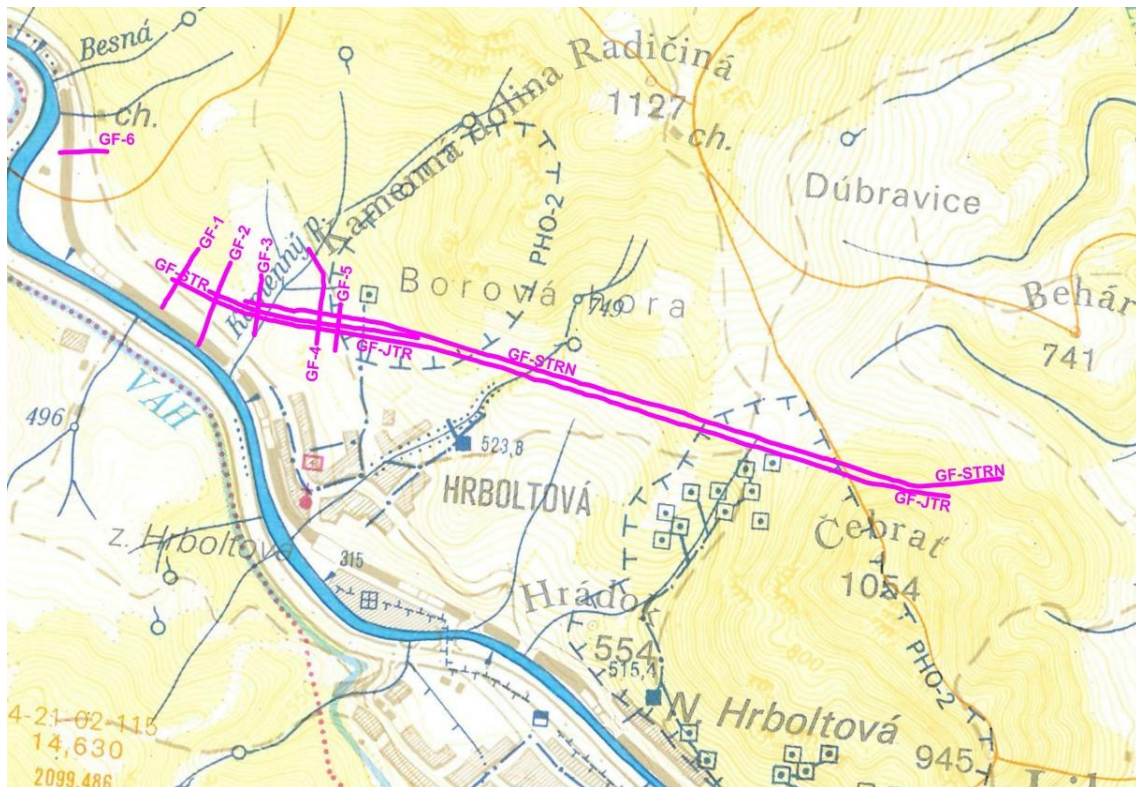 Besná
ch.
GF-6
Radičiná
1127
ch.
Kamenná dolina
Dúbravice
PHO-2
GF-1
GF-2
GF-3
GF-STR
Kamenný p.
GF-5
Borová hora
749
Behár
741
GF-4
GF-JTR
GF-STRN
VÁH
496
523,8
HRBOLTOVÁ
GF-STRN
GF-JTR
Čebrať
1054
z. Hrboltová
315
Hrádok
554
515,4
800
PHO-2
N. Hrboltová
945
4-21-02-115
14,630
2099,486